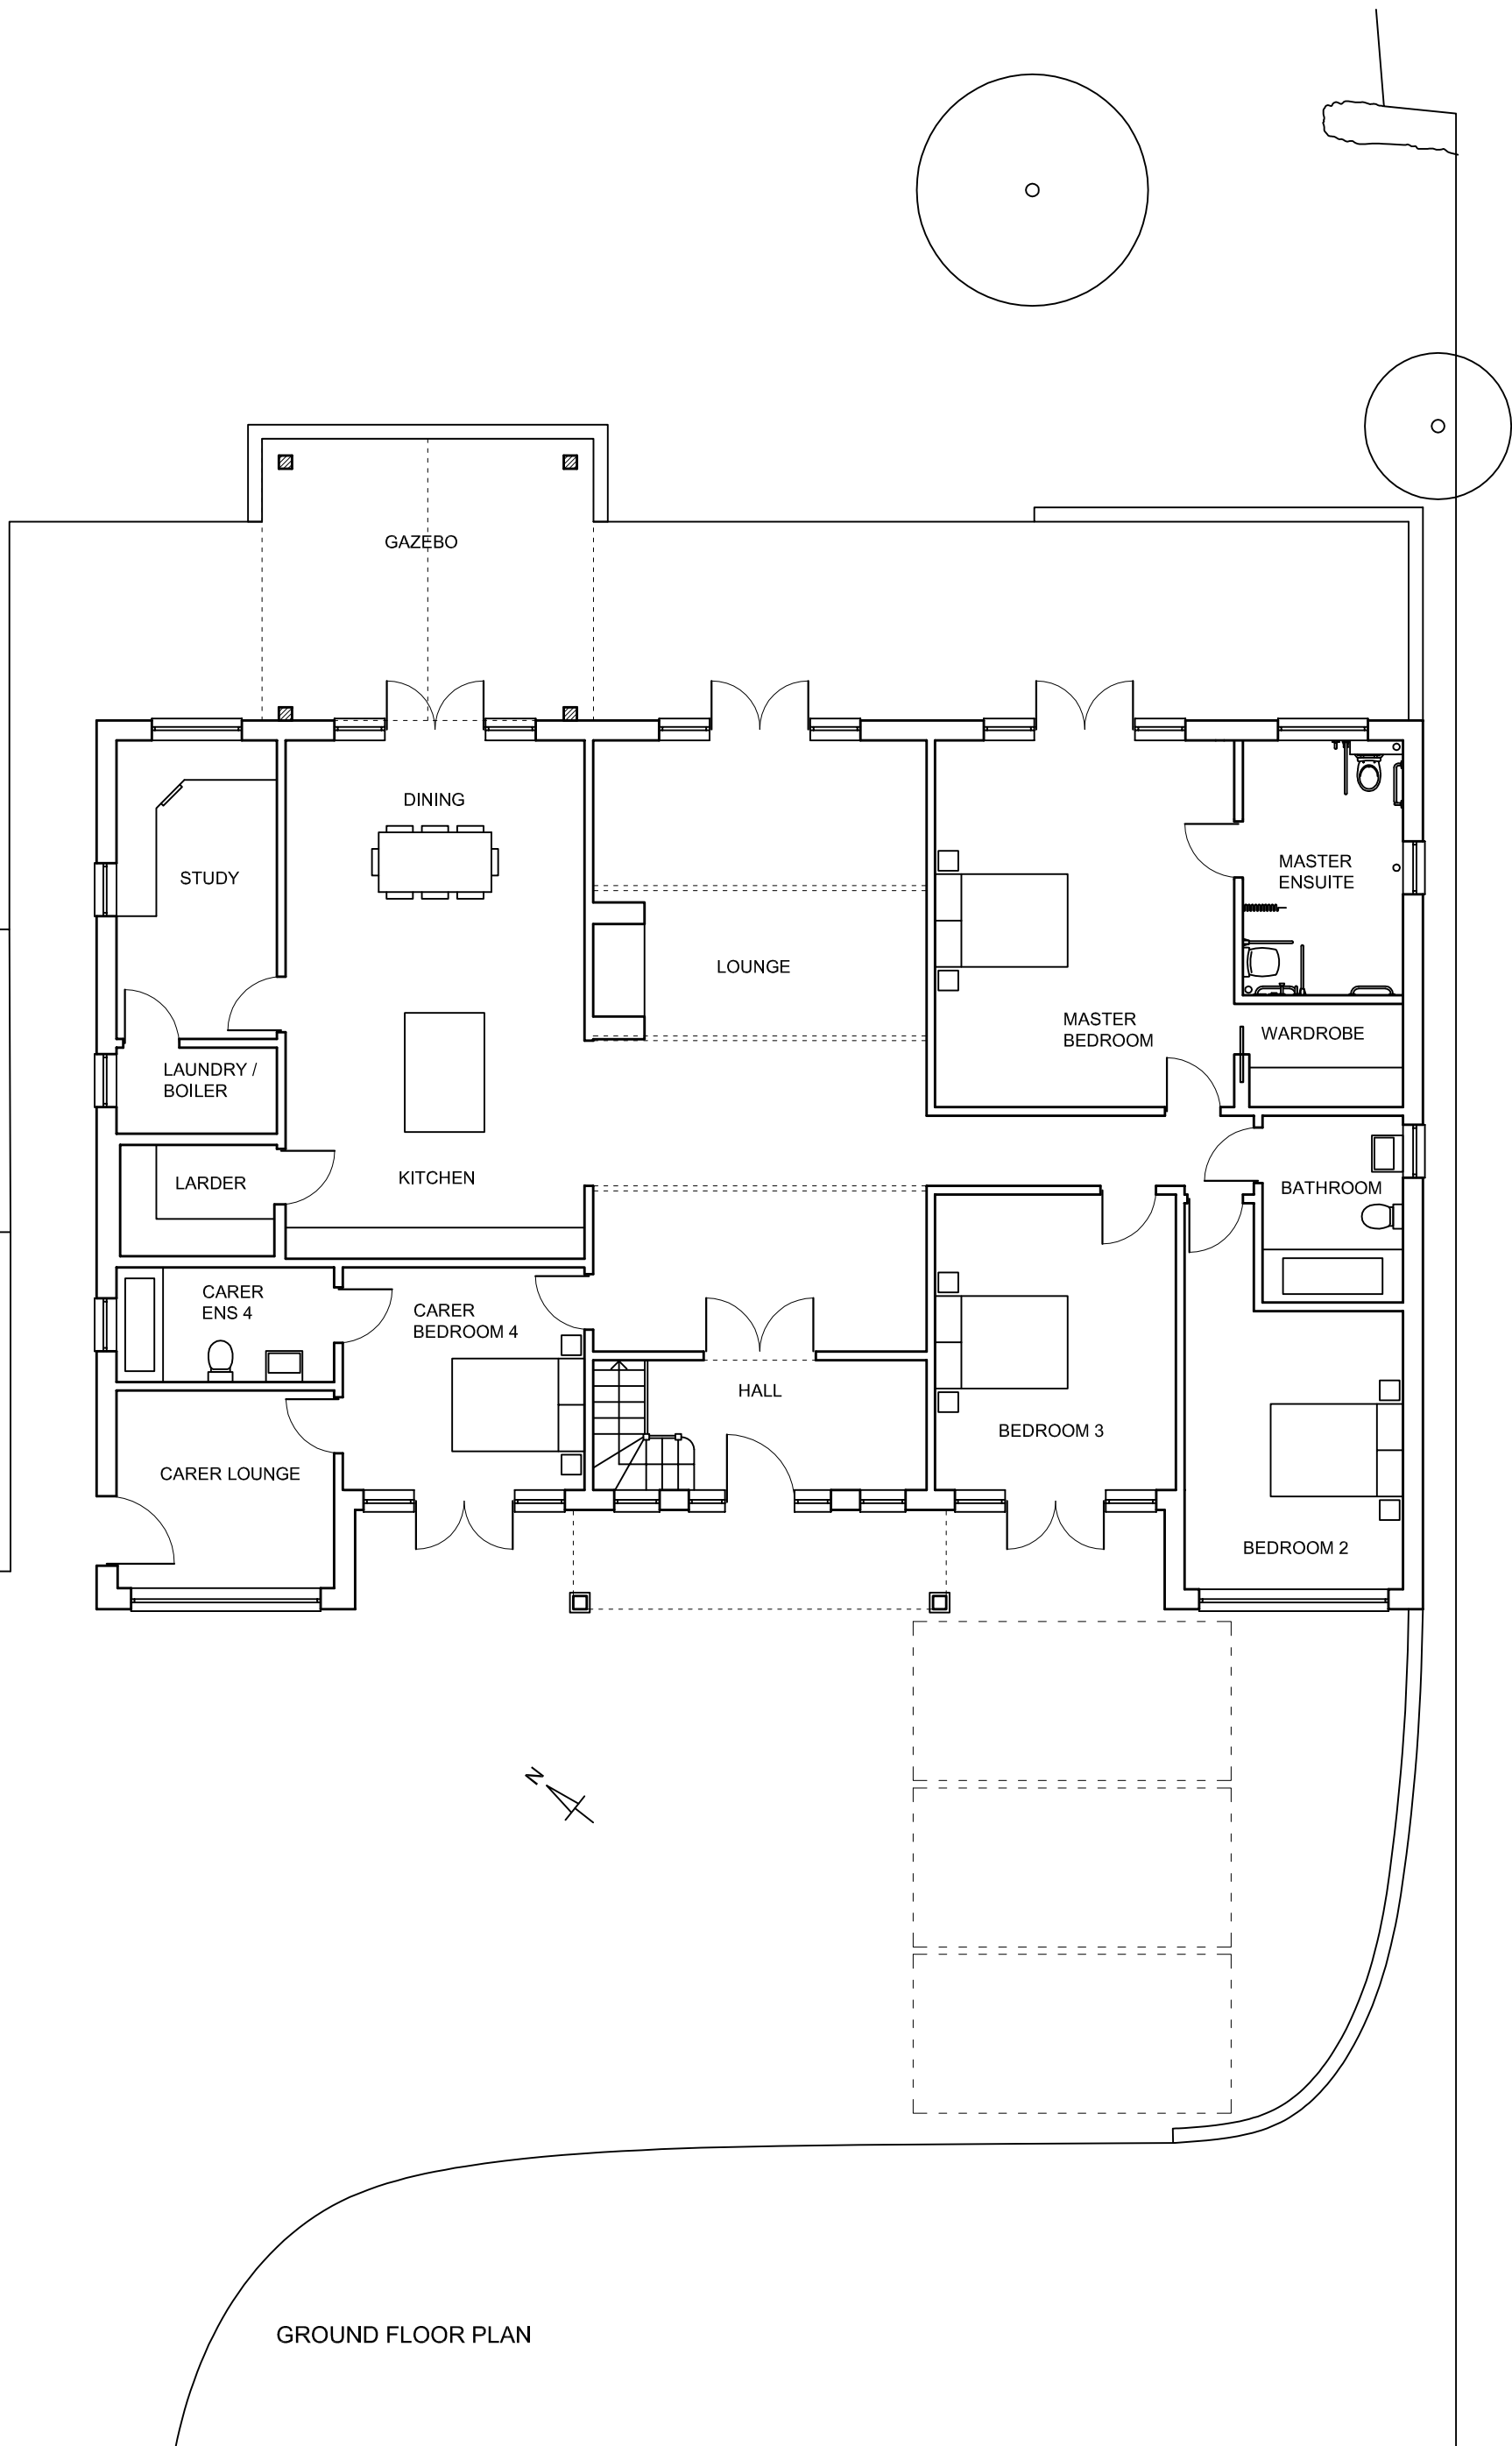 GAZEBO
DINING
STUDY
MASTER
ENSUITE
LOUNGE
MASTER
BEDROOM
WARDROBE
LAUNDRY /
BOILER
LARDER
KITCHEN
BATHROOM
CARER
ENS 4
CARER
BEDROOM 4
HALL
BEDROOM 3
CARER LOUNGE
BEDROOM 2
N
GROUND FLOOR PLAN